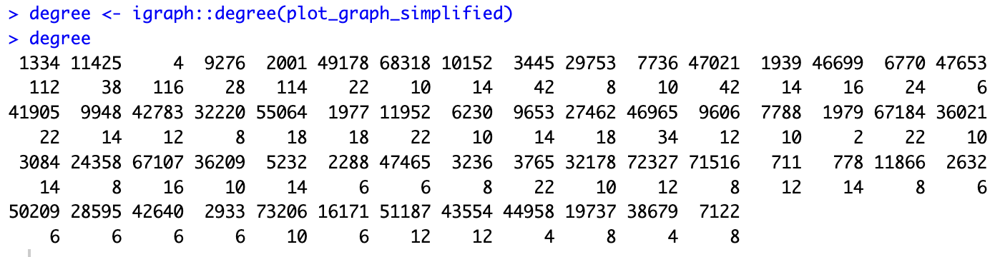 > degree <- igraph::degree(plot_graph_simplified)
> degree
 1334 11425     4  9276  2001 49178 68318 10152  3445 29753  7736 47021  1939 46699  6770 47653
  112    38   116    28   114    22    10    14    42     8    10    42    14    16    24     6
41905  9948 42783 32220 55064  1977 11952  6230  9653 27462 46965  9606  7788  1979 67184 36021
   22    14    12     8    18    18    22    10    14    18    34    12    10     2    22    10
 3084 24358 67107 36209  5232  2288 47465  3236  3765 32178 72327 71516   711   778 11866  2632
   14     8    16    10    14     6     6     8    22    10    12     8    12    14     8     6
50209 28595 42640  2933 73206 16171 51187 43554 44958 19737 38679  7122
    6     6     6     6    10     6    12    12     4     8     4     8